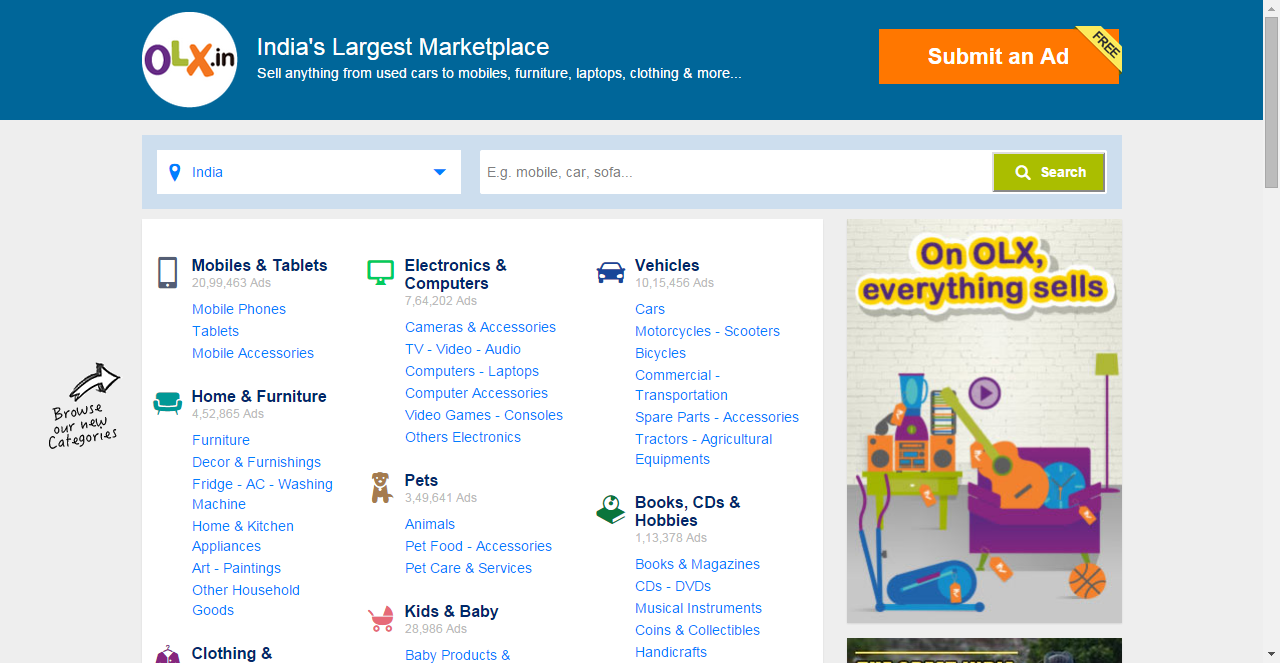 OLX.in
India's Largest Marketplace
Sell anything from used cars to mobiles, furniture, laptops, clothing & more...
Submit an Ad
FREE
India
E.g. mobile, car, sofa...
Search
Browse
our new
Categories
Mobiles & Tablets
20,99,463 Ads
Mobile Phones
Tablets
Mobile Accessories
Home & Furniture
4,52,865 Ads
Furniture
Decor & Furnishings
Fridge - AC - Washing
Machine
Home & Kitchen
Appliances
Art - Paintings
Other Household
Goods
Clothing &
Electronics &
Computers
7,64,202 Ads
Cameras & Accessories
TV - Video - Audio
Computers - Laptops
Computer Accessories
Video Games - Consoles
Others Electronics
Pets
3,49,641 Ads
Animals
Pet Food - Accessories
Pet Care & Services
Kids & Baby
28,986 Ads
Baby Products &
Vehicles
10,15,456 Ads
Cars
Motorcycles - Scooters
Bicycles
Commercial -
Transportation
Spare Parts - Accessories
Tractors - Agricultural
Equipments
Books, CDs &
Hobbies
1,13,378 Ads
Books & Magazines
CDs - DVDs
Musical Instruments
Coins & Collectibles
Handicrafts
On OLX,
everything sells